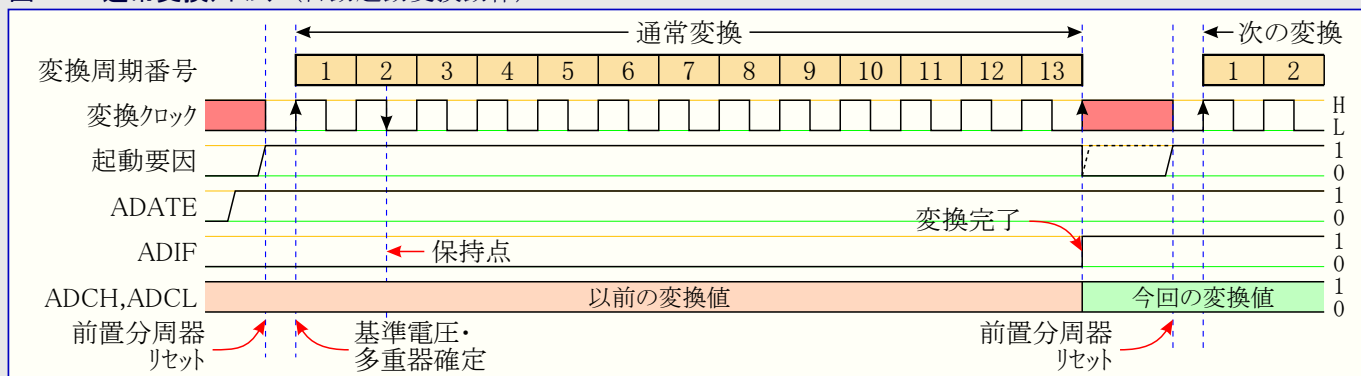 通常変換
次の変換
変換周期番号 1 2 3 4 5 6 7 8 9 10 11 12 13 1 2
変換クロック H
L
起動要因 1
0
ADATE 1
0
変換完了
ADIF 保持点 1
0
ADCH,ADCL 以前の変換値 今回の変換値 1
0
前置分周器
リセット
基準電圧・
多重器確定
前置分周器
リセット